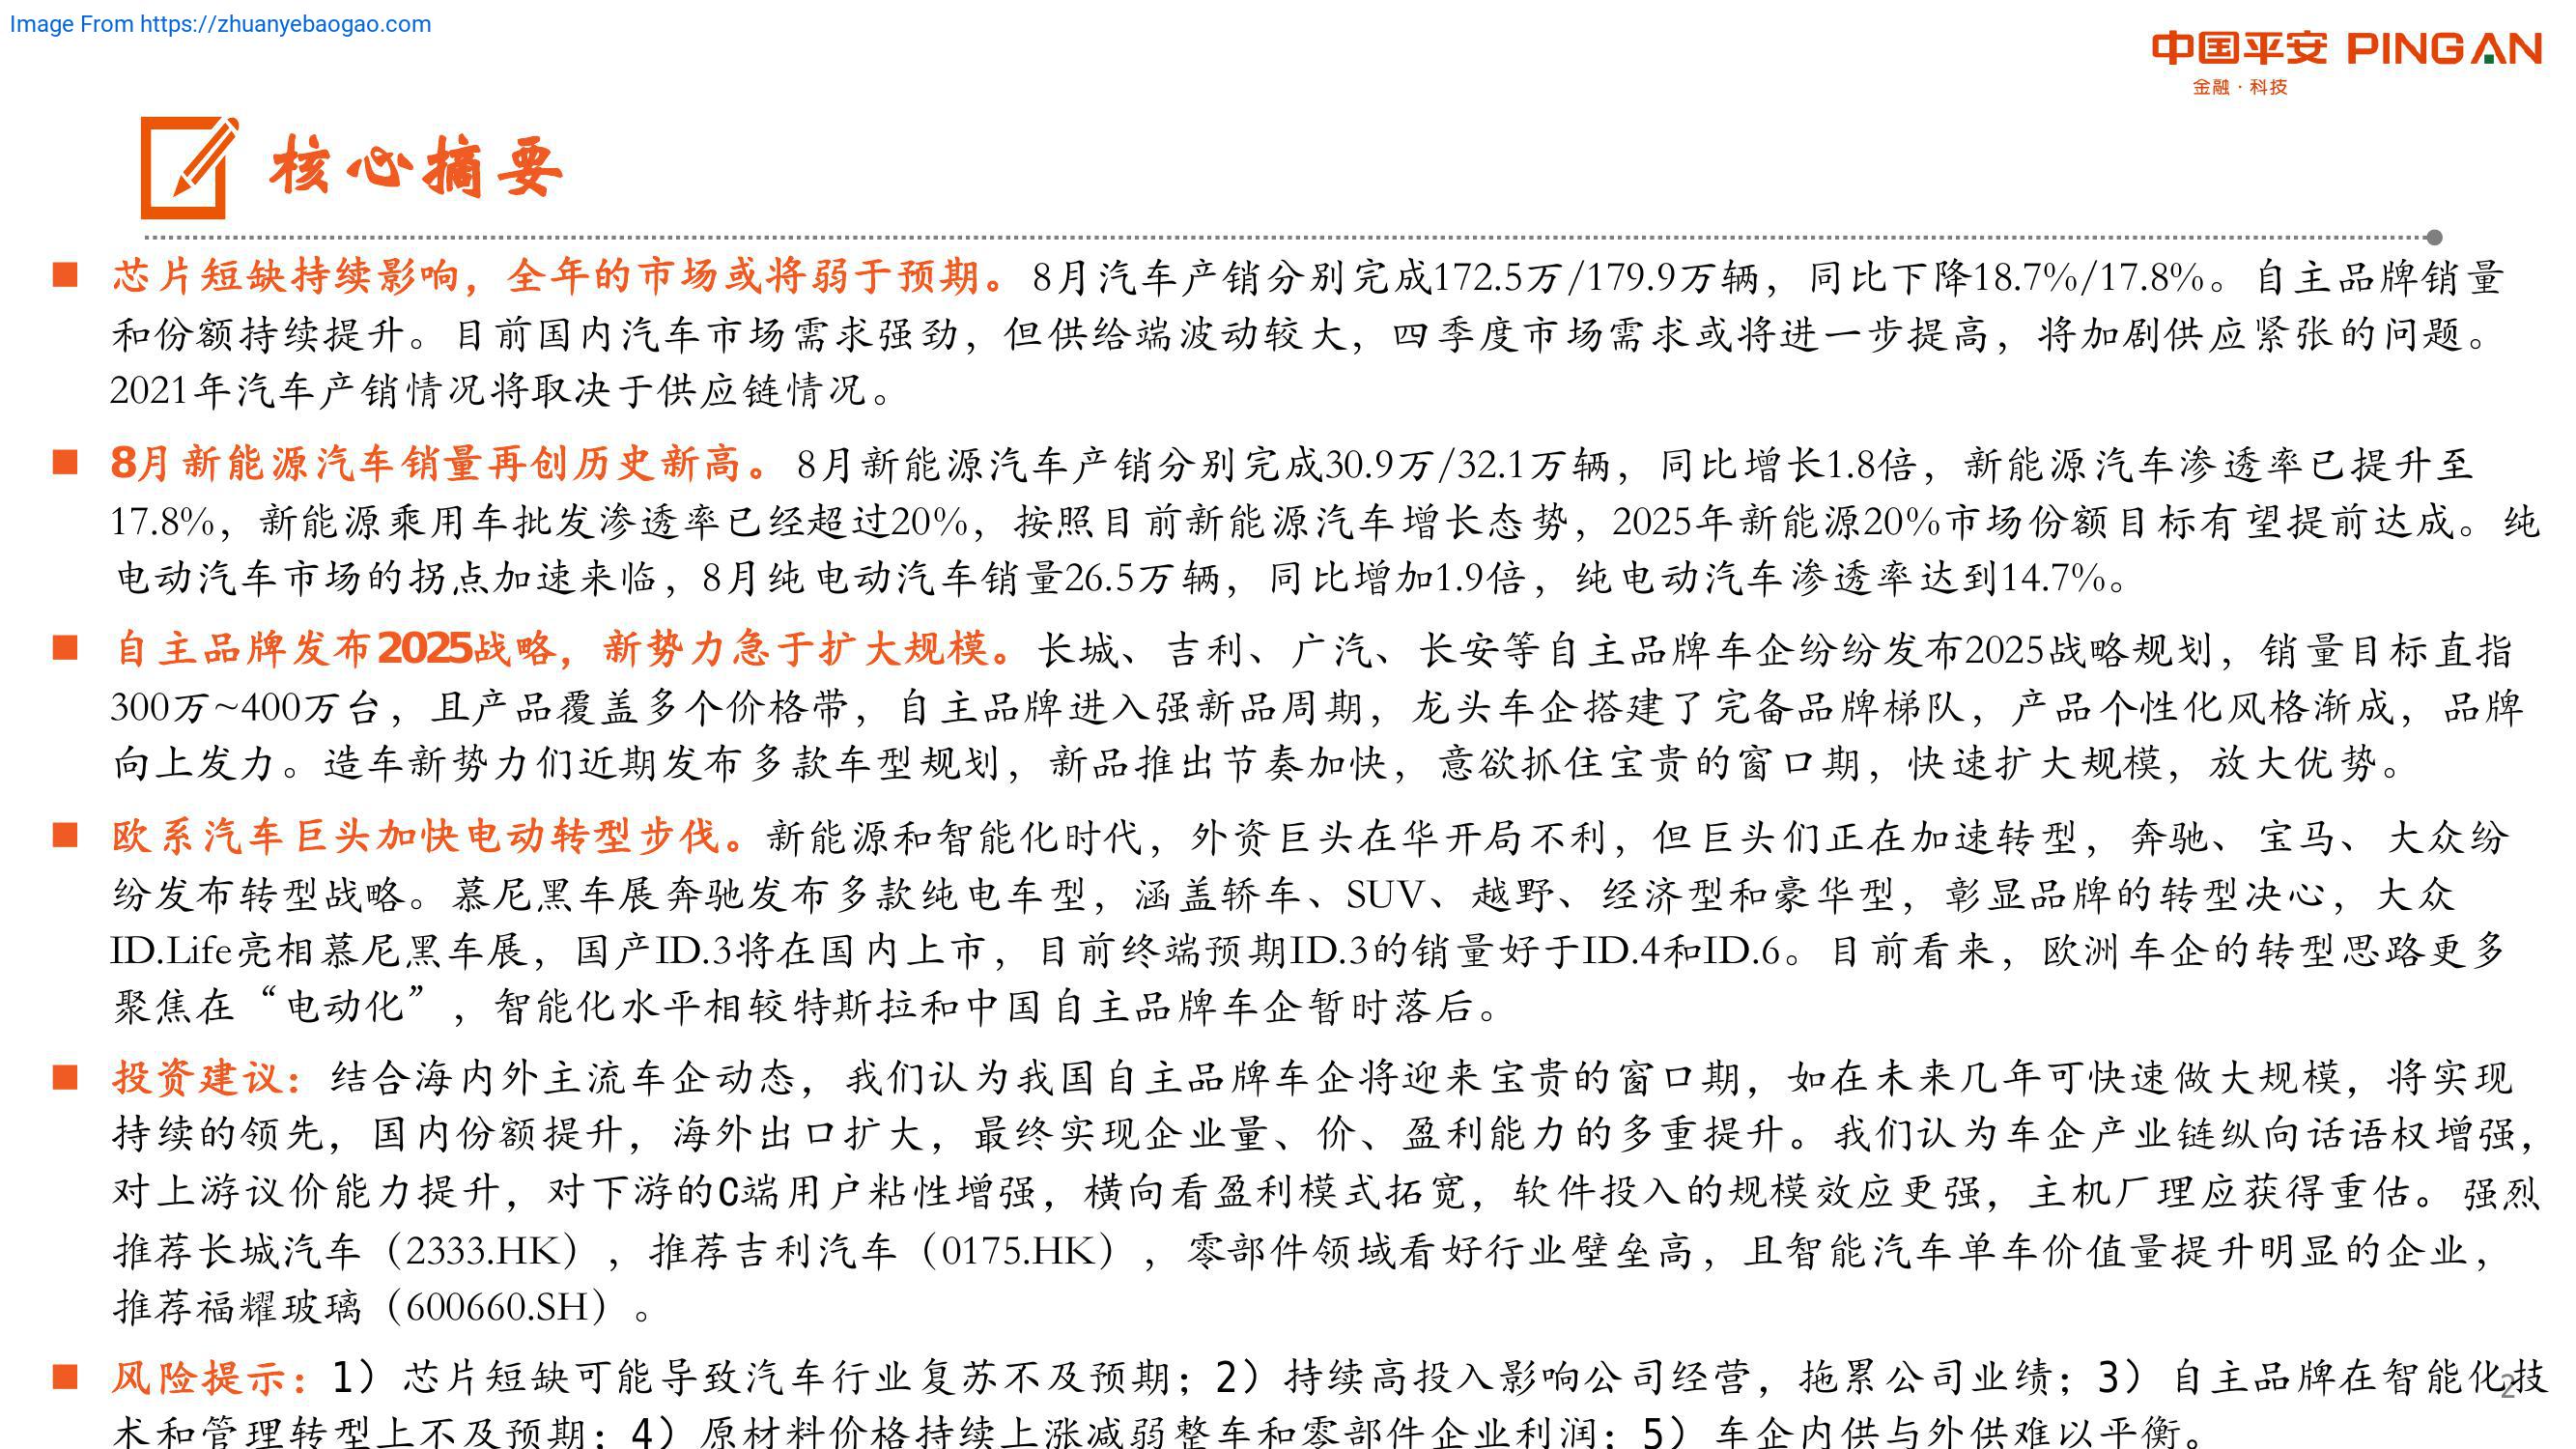 Image From https://zhuanyebaogao.com
中国平安 PINGAN
金融·科技
核心摘要
芯片短缺持续影响，全年的市场或将弱于预期。8月汽车产销分别完成172.5万/179.9万辆，同比下降18.7%/17.8%。自主品牌销量
和份额持续提升。目前国内汽车市场需求强劲，但供给端波动较大，四季度市场需求或将进一步提高，将加剧供应紧张的问题。
2021年汽车产销情况将取决于供应链情况。
8月新能源汽车销量再创历史新高。8月新能源汽车产销分别完成30.9万/32.1万辆，同比增长1.8倍，新能源汽车渗透率已提升至
17.8%，新能源乘用车批发渗透率已经超过20%，按照目前新能源汽车增长态势，2025年新能源20%市场份额目标有望提前达成。纯
电动汽车市场的拐点加速来临，8月纯电动汽车销量26.5万辆，同比增加1.9倍，纯电动汽车渗透率达到14.7%。
自主品牌发布2025战略，新势力急于扩大规模。长城、吉利、广汽、长安等自主品牌车企纷纷发布2025战略规划，销量目标直指
300万~400万台，且产品覆盖多个价格带，自主品牌进入强新品周期，龙头车企搭建了完备品牌梯队，产品个性化风格渐成，品牌
向上发力。造车新势力们近期发布多款车型规划，新品推出节奏加快，意欲抓住宝贵的窗口期，快速扩大规模，放大优势。
欧系汽车巨头加快电动转型步伐。新能源和智能化时代，外资巨头在华开局不利，但巨头们正在加速转型，奔驰、宝马、大众纷
纷发布转型战略。慕尼黑车展奔驰发布多款纯电车型，涵盖轿车、SUV、越野、经济型和豪华型，彰显品牌的转型决心，大众
ID.Life亮相慕尼黑车展，国产ID.3将在国内上市，目前终端预期ID.3的销量好于ID.4和ID.6。目前看来，欧洲车企的转型思路更多
聚焦在“电动化”，智能化水平相较特斯拉和中国自主品牌车企暂时落后。
投资建议：结合海内外主流车企动态，我们认为我国自主品牌车企将迎来宝贵的窗口期，如在未来几年可快速做大规模，将实现
持续的领先，国内份额提升，海外出口扩大，最终实现企业量、价、盈利能力的多重提升。我们认为车企产业链纵向话语权增强，
对上游议价能力提升，对下游的C端用户粘性增强，横向看盈利模式拓宽，软件投入的规模效应更强，主机厂理应获得重估。强烈
推荐长城汽车（2333.HK），推荐吉利汽车（0175.HK），零部件领域看好行业壁垒高，且智能汽车单车价值量提升明显的企业，
推荐福耀玻璃（600660.SH）。
风险提示：1）芯片短缺可能导致汽车行业复苏不及预期；2）持续高投入影响公司经营，拖累公司业绩；3）自主品牌在智能化技
2
术和管理转型上不及预期；4）原材料价格持续上涨减弱整车和零部件企业利润；5）车企内供与外供难以平衡。